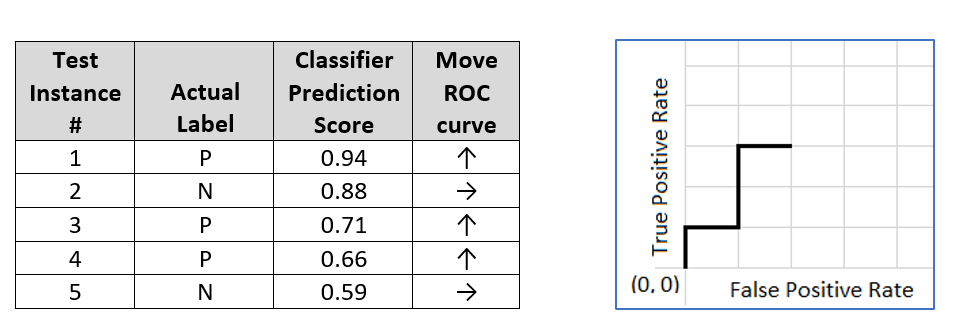 Test Instance #
Actual Label
Classifier Prediction Score
Move ROC curve
1 P 0.94 ↑
2 N 0.88 →
3 P 0.71 ↑
4 P 0.66 ↑
5 N 0.59 →
True Positive Rate
(0, 0)
False Positive Rate